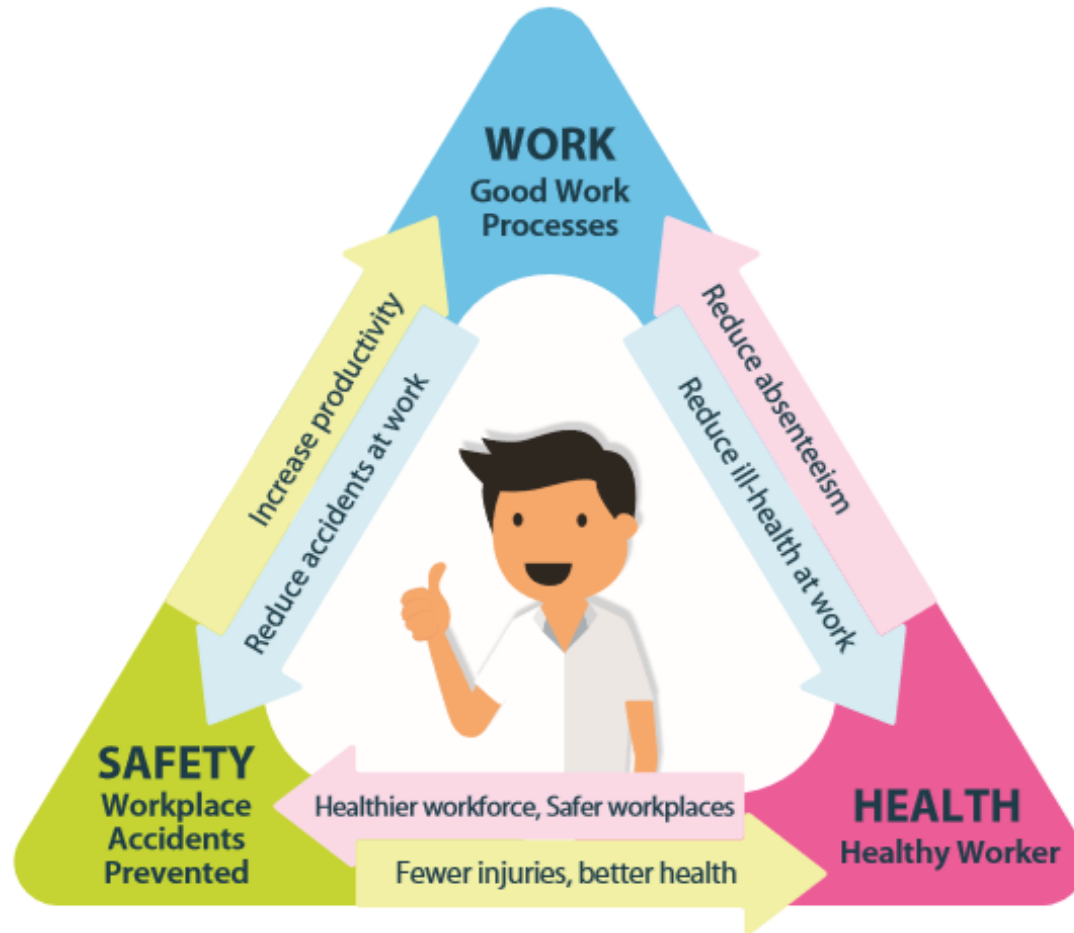 WORK
Good Work
Processes
Increase productivity
Reduce accidents at work
Reduce absenteeism
Reduce ill-health at work
SAFETY
Workplace
Accidents
Prevented
Healthier workforce, Safer workplaces
Fewer injuries, better health
HEALTH
Healthy Worker